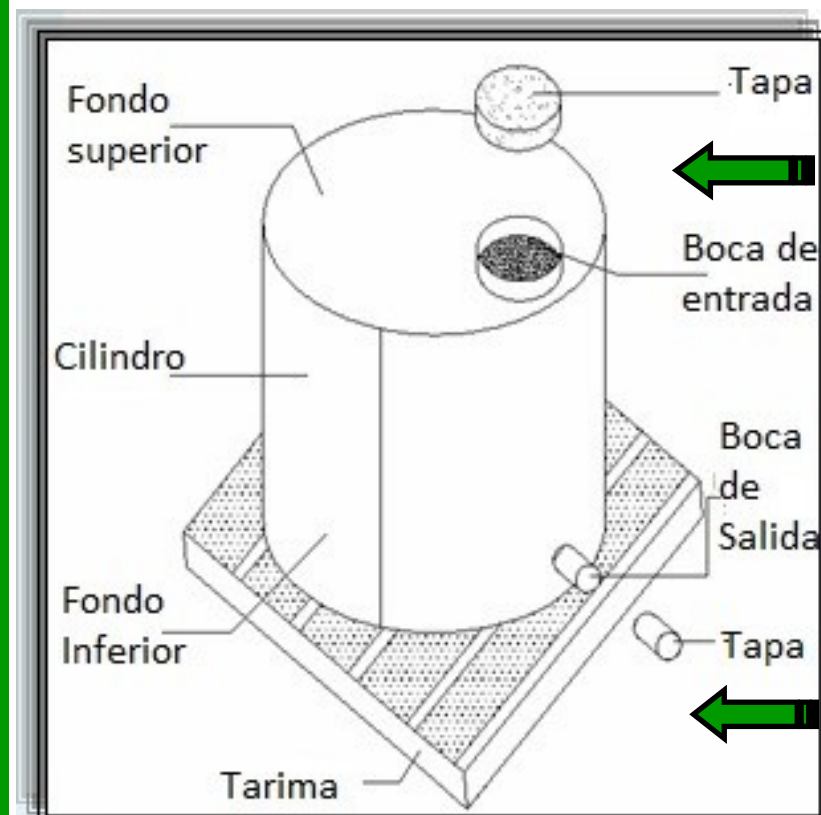 Tapa
Fondo
superior
Boca de
entrada
Cilindro
Boca
de
Salida
Fondo
Inferior
Tapa
Tarima